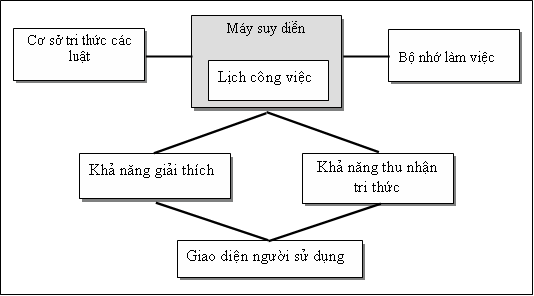 Máy suy diễn
Cơ sở tri thức các
luật
Lịch công việc
Bộ nhớ làm việc
Khả năng giải thích
Khả năng thu nhận
tri thức
Giao diện người sử dụng